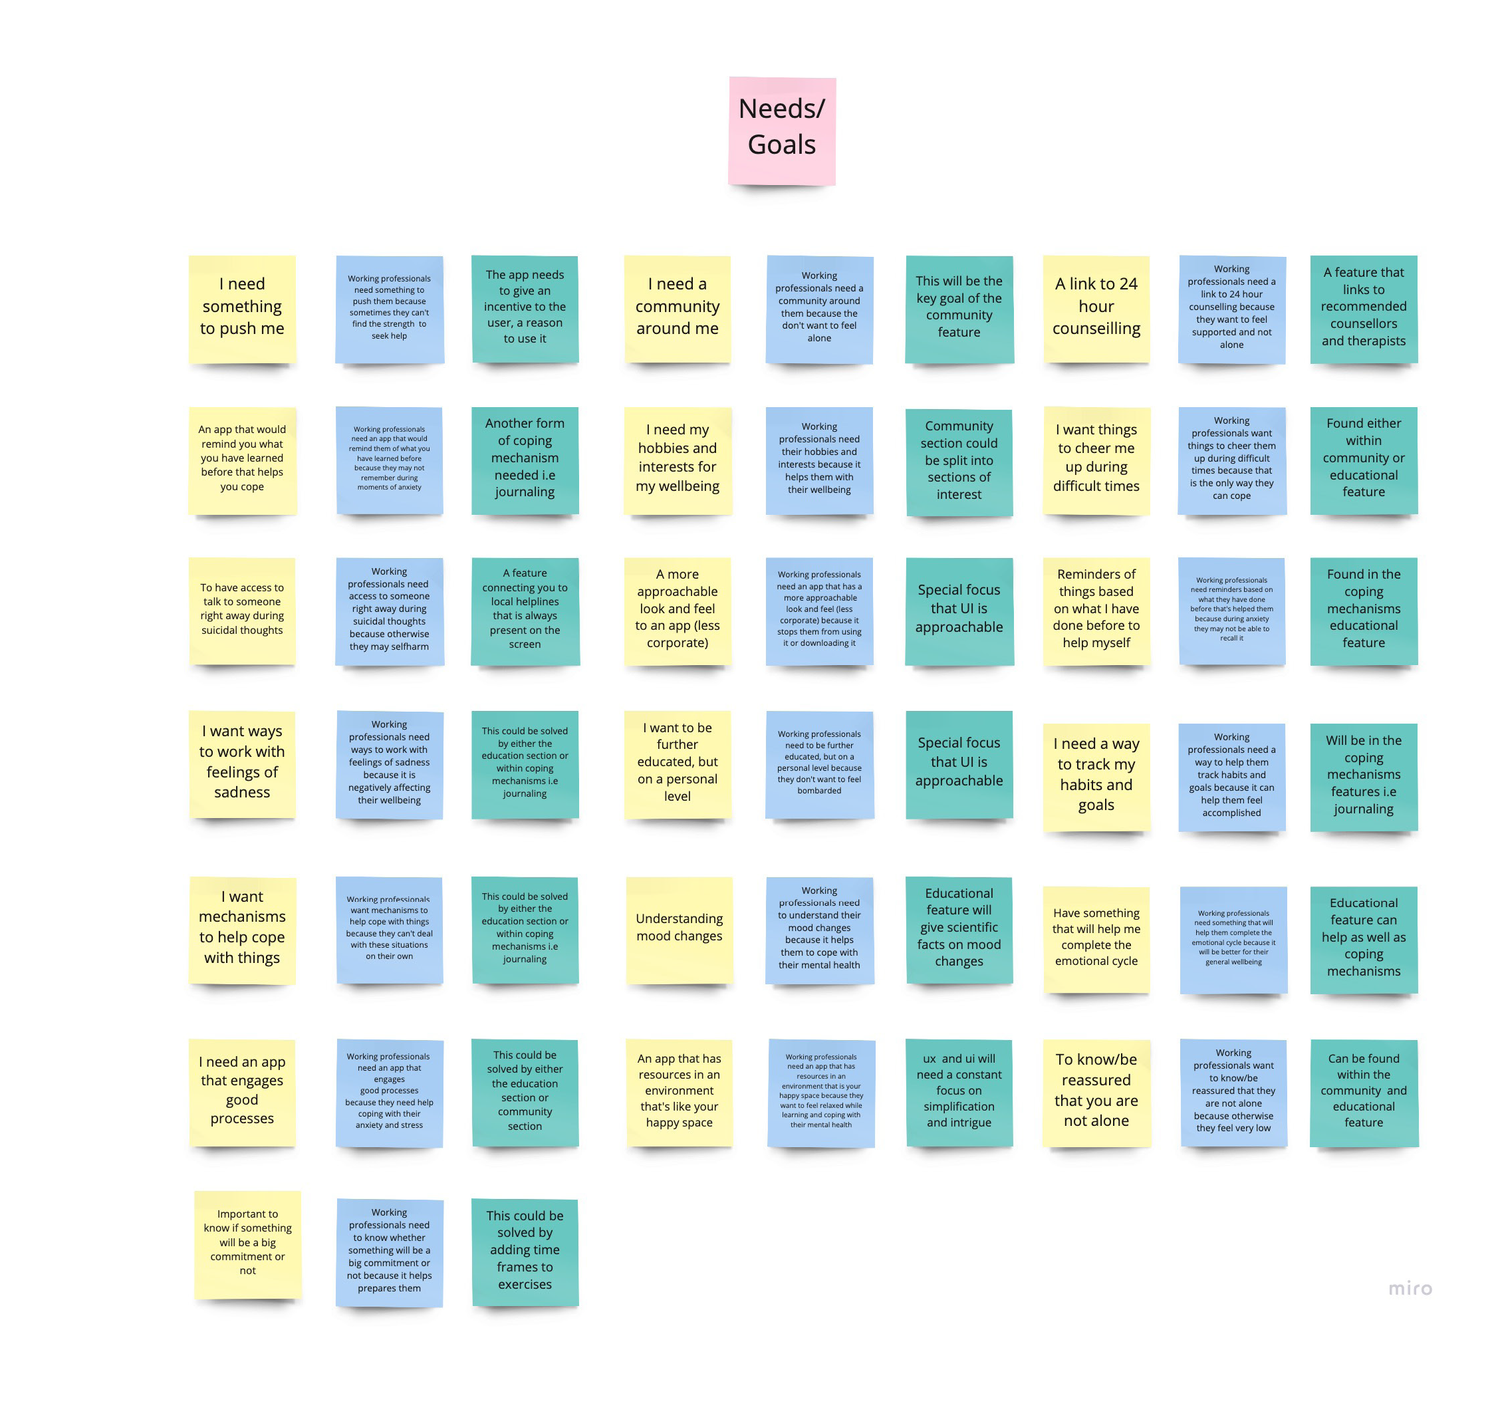 Needs/
Goals
I need
something
to push me
Working professionals
need something to
push them because
sometimes they can't
find the strength to
seek help
The app needs
to give an
incentive to the
user, a reason
to use it
I need a
community
around me
Working
professionals need a
community around
them because the
don't want to feel
alone
This will be the
key goal of the
community
feature
A link to 24
hour
counseilling
Working
professionals need a
link to 24 hour
counselling because
they want to feel
supported and not
alone
A feature that
links to
recommended
counsellors
and therapists
An app that would
remind you what
you have learned
before that helps
you cope
Working professionals
need an app that would
remind them of what you
have learned before
because they may not
remember during
moments of anxiety
Another form
of coping
mechanism
needed i.e
journaling
I need my
hobbies and
interests for
my wellbeing
Working
professionals need
their hobbies and
interests because it
helps them with
their wellbeing
Community
section could
be split into
sections of
interest
I want things
to cheer me
up during
difficult times
Working
professionals want
things to cheer them
up during difficult
times because that
is the only way they
can cope
Found either
within
community or
educational
feature
To have access to
talk to someone
right away during
suicidal thoughts
Working
professionals need
access to someone
right away during
suicidal thoughts
because otherwise
they may selfharm
A feature
connecting you to
local helplines
that is always
present on the
screen
A more
approachable
look and feel
to an app (less
corporate)
Working professionals
need an app that has a
more approachable
look and feel (less
corporate) because it
stops them from using
it or downloading it
Special focus
that UI is
approachable
Reminders of
things based
on what I have
done before to
help myself
Working professionals
need reminders based on
what they have done
before that's helped them
because during anxiety
they may not be able to
recall it
Found in the
coping
mechanisms
educational
feature
I want ways
to work with
feelings of
sadness
Working
professionals need
ways to work with
feelings of sadness
because it is
negatively affecting
their wellbeing
This could be solved
by either the
education section or
within coping
mechanisms i.e
journaling
I want to be
further
educated, but
on a personal
level
Working professionals
need to be further
educated, but on a
personal level because
they don't want to feel
bombarded
Special focus
that UI is
approachable
I need a way
to track my
habits and
goals
Working
professionals need a
way to help them
track habits and
goals because it can
help them feel
accomplished
Will be in the
coping
mechanisms
features i.e
journaling
I want
mechanisms
to help cope
with things
Working professionals
want mechanisms to
help cope with things
because they can't deal
with these situations
on their own
This could be solved
by either the
education section or
within coping
mechanisms i.e
journaling
Understanding
mood changes
Working
professionals need
to understand their
mood changes
because it helps
them to cope with
their mental health
Educational
feature will
give scientific
facts on mood
changes
Have something
that will help me
complete the
emotional cycle
Working professionals
need something that will
help them complete the
emotional cycle because it
will be better for their
general wellbeing
Educational
feature can
help as well as
coping
mechanisms
I need an app
that engages
good
processes
Working professionals
need an app that
engages
good processes
because they need help
coping with their
anxiety and stress
This could be
solved by either
the education
section or
community
section
An app that has
resources in an
environment
that's like your
happy space
Working professionals
need an app that has
resources in an
environment that is your
happy space because they
want to feel relaxed while
learning and coping with
their mental health
ux and ui will
need a constant
focus on
simplification
and intrigue
To know/be
reassured
that you are
not alone
Working
professionals want
to know/be
reassured that they
are not alone
because otherwise
they feel very low
Can be found
within the
community and
educational
feature
Important to
know if something
will be a big
commitment or
not
Working
professionals need
to know whether
something will be a
big commitment or
not because it helps
prepares them
This could be
solved by
adding time
frames to
exercises
miro